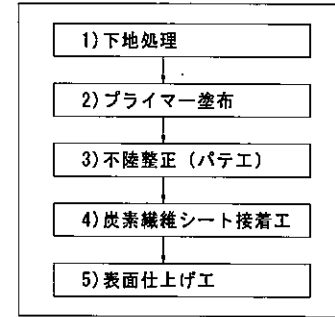 1)下地処理
2)プライマー塗布
3)不陸整正（パテ工）
4)炭素繊維シート接着工
5)表面仕上げ工